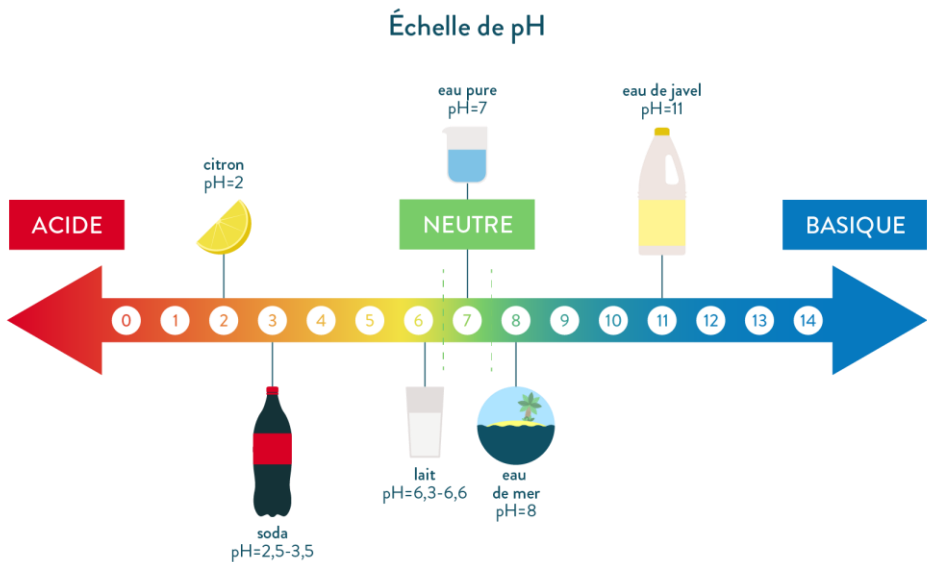 Échelle de pH
eau pure
pH=7
eau de javel
pH=11
citron
pH=2
ACIDE
NEUTRE
BASIQUE
0 1 2 3 4 5 6 7 8 9 10 11 12 13 14
soda
pH=2,5-3,5
lait
pH=6,3-6,6
eau
de mer
pH=8